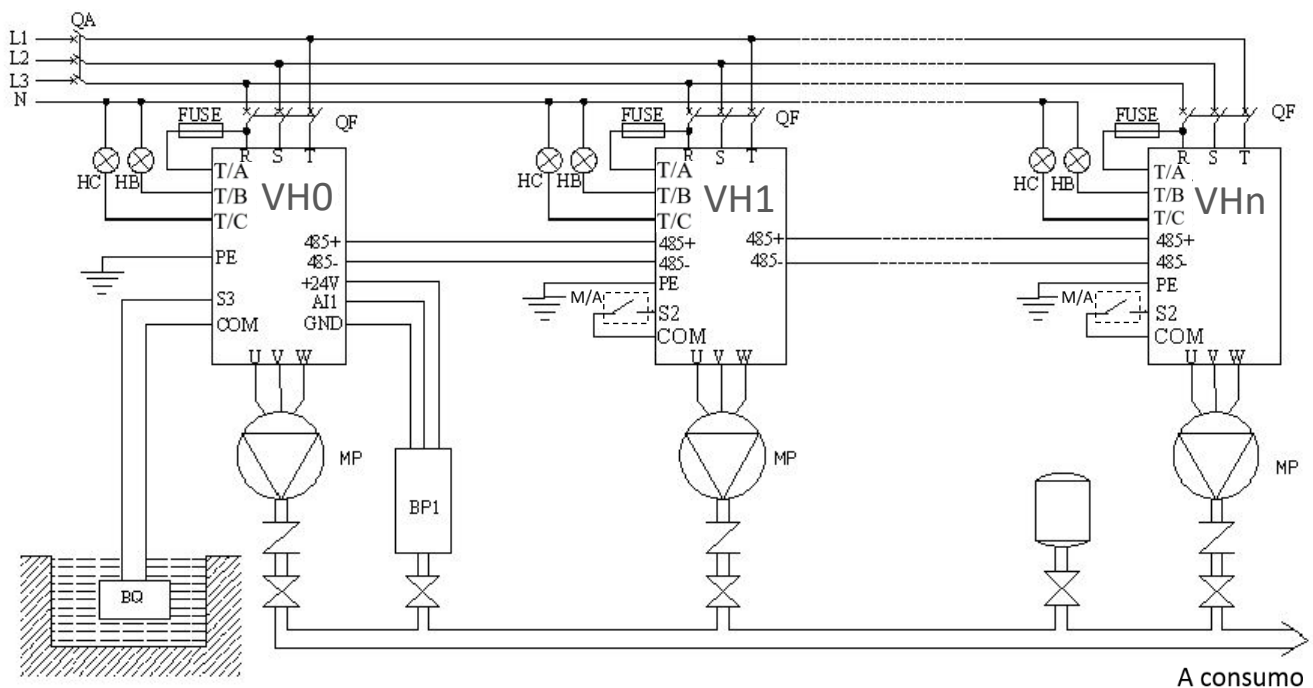 QA
L1
L2
L3
N
FUSE
QF
FUSE
QF
FUSE
QF
R S T
R S T
R S T
HC HB
T/A
T/B
T/C
VH0
HC HB
T/A
T/B
T/C
VH1
HC HB
T/A
T/B
T/C
VHn
485+
485-
+24V
AI1
GND
PE
S3
COM
U V W
485+
485-
485+
485-
PE
M/A
S2
COM
U V W
485+
485-
PE
M/A
S2
COM
U V W
MP
BP1
MP
MP
BQ
A consumo